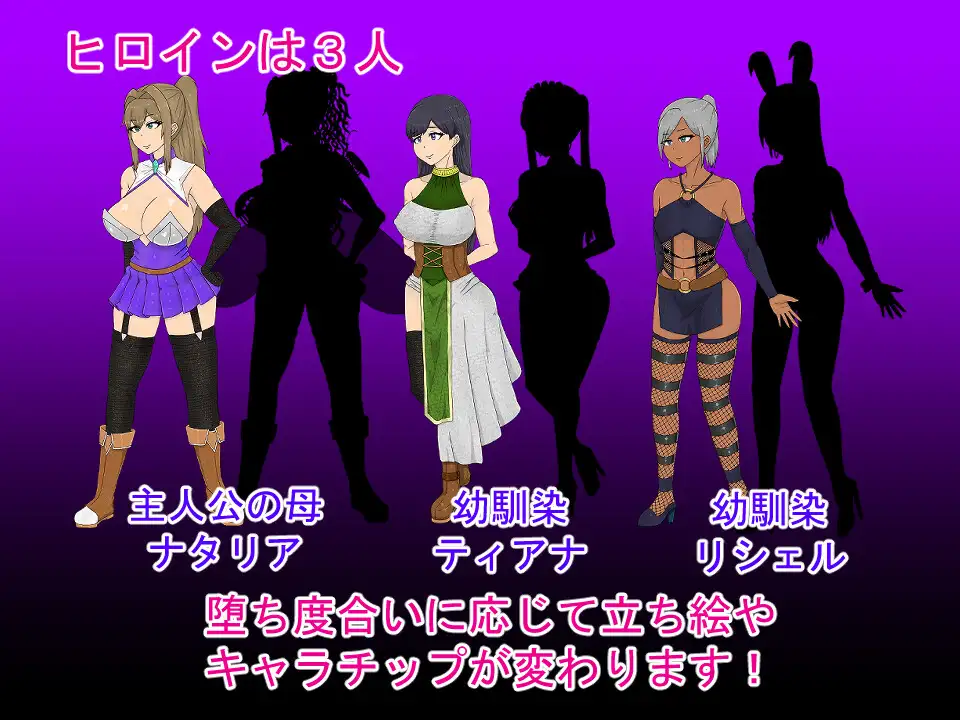 ヒロインは３人
主人公の母
ナタリア
幼馴染
ティアナ
幼馴染
リシェル
堕ち度合いに応じて立ち絵や
キャラチップが変わります！